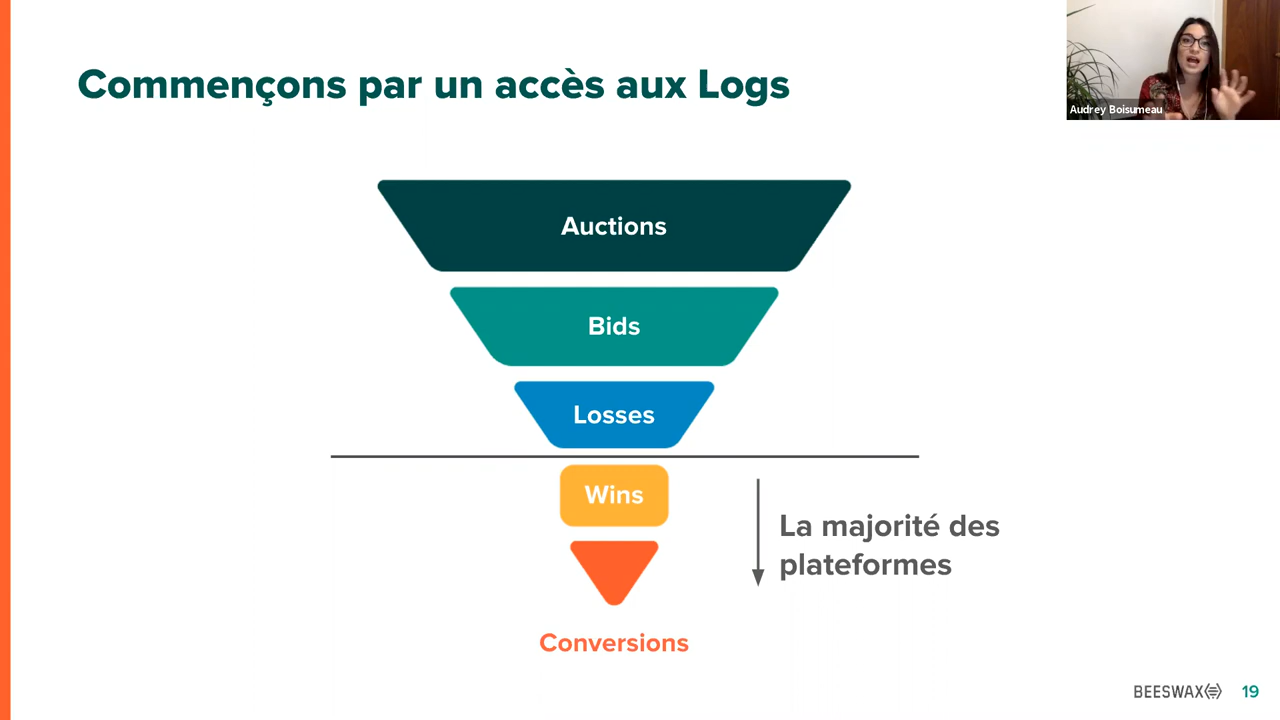 Commençons par un accès aux Logs
Audrey Boisumeau
Auctions
Bids
Losses
Wins
La majorité des
plateformes
Conversions
BEESWAX
19